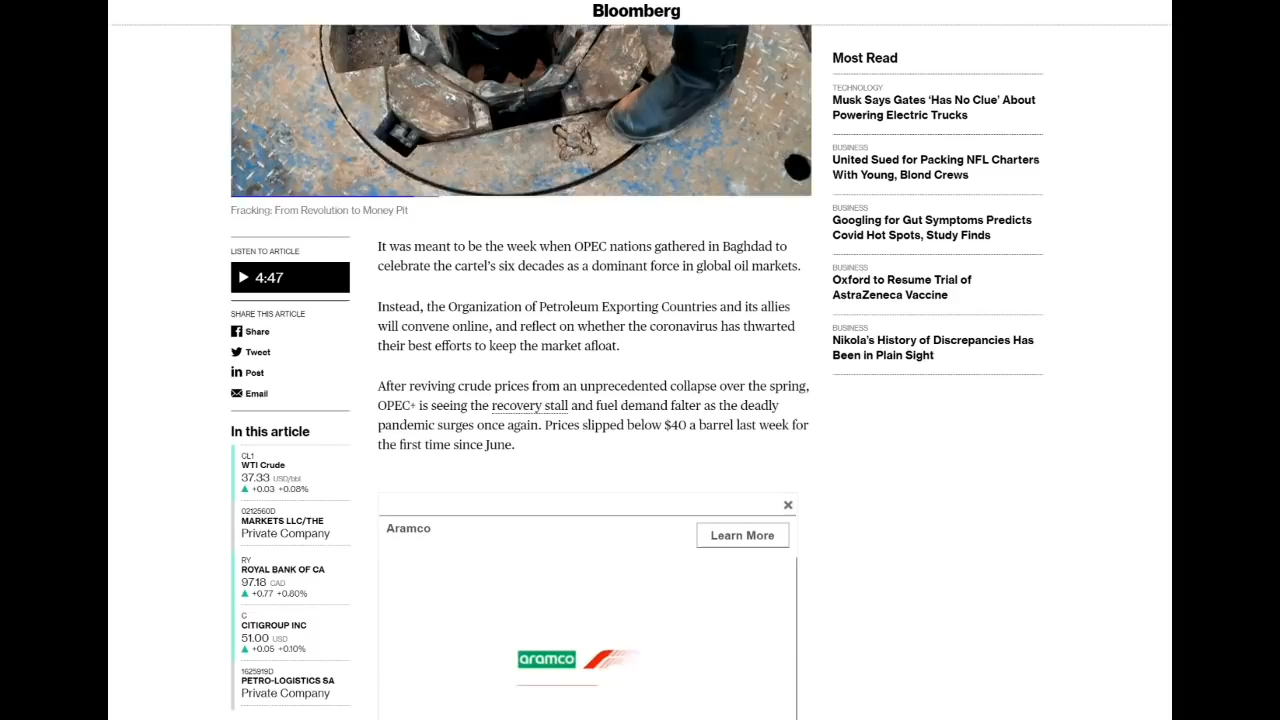 Bloomberg
Fracking: From Revolution to Money Pit
LISTEN TO ARTICLE
4:47
SHARE THIS ARTICLE
Share
Tweet
Post
Email
In this article
CL1
WTI Crude
37.33 USD/bbl
+0.03 +0.08%
0212560D
MARKETS LLC/THE
Private Company
RY
ROYAL BANK OF CA
97.18 CAD
+0.77 +0.80%
C
CITIGROUP INC
51.00 USD
+0.05 +0.10%
1625919D
PETRO-LOGISTICS SA
Private Company
It was meant to be the week when OPEC nations gathered in Baghdad to
celebrate the cartel's six decades as a dominant force in global oil markets.
Instead, the Organization of Petroleum Exporting Countries and its allies
will convene online, and reflect on whether the coronavirus has thwarted
their best efforts to keep the market afloat.
After reviving crude prices from an unprecedented collapse over the spring,
OPEC+ is seeing the recovery stall and fuel demand falter as the deadly
pandemic surges once again. Prices slipped below $40 a barrel last week for
the first time since June.
Aramco
Learn More
aramco
Most Read
TECHNOLOGY
Musk Says Gates 'Has No Clue' About
Powering Electric Trucks
BUSINESS
United Sued for Packing NFL Charters
With Young, Blond Crews
BUSINESS
Googling for Gut Symptoms Predicts
Covid Hot Spots, Study Finds
BUSINESS
Oxford to Resume Trial of
AstraZeneca Vaccine
BUSINESS
Nikola's History of Discrepancies Has
Been in Plain Sight